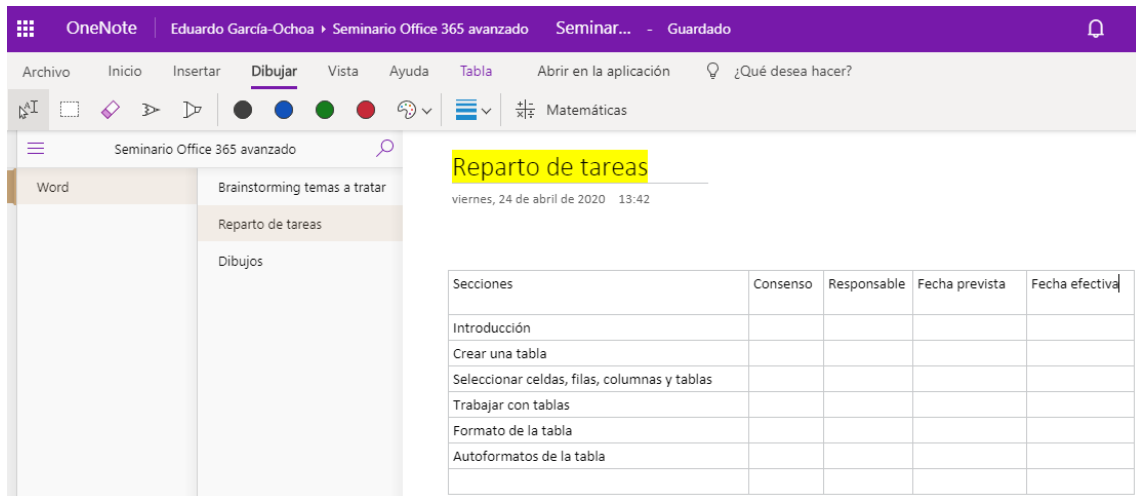 OneNote Eduardo García-Ochoa ▸ Seminario Office 365 avanzado Seminar... - Guardado
Archivo Inicio Insertar Dibujar Vista Ayuda Tabla Abrir en la aplicación ¿Qué desea hacer?
Matemáticas
Seminario Office 365 avanzado
Word
Brainstorming temas a tratar
Reparto de tareas
Dibujos
Reparto de tareas
viernes, 24 de abril de 2020 13:42
Secciones Consenso Responsable Fecha prevista Fecha efectiva
Introducción
Crear una tabla
Seleccionar celdas, filas, columnas y tablas
Trabajar con tablas
Formato de la tabla
Autoformatos de la tabla